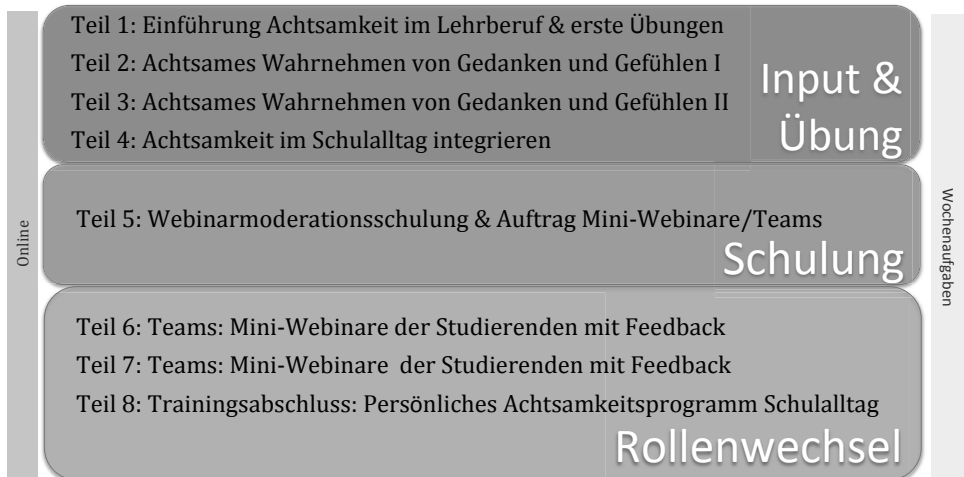 Online
Teil 1: Einführung Achtsamkeit im Lehrberuf & erste Übungen
Teil 2: Achtsames Wahrnehmen von Gedanken und Gefühlen I
Teil 3: Achtsames Wahrnehmen von Gedanken und Gefühlen II
Teil 4: Achtsamkeit im Schulalltag integrieren
Input &
Übung
Teil 5: Webinarmoderationsschulung & Auftrag Mini-Webinare/Teams
Schulung
Teil 6: Teams: Mini-Webinare der Studierenden mit Feedback
Teil 7: Teams: Mini-Webinare der Studierenden mit Feedback
Teil 8: Trainingsabschluss: Persönliches Achtsamkeitsprogramm Schulalltag
Rollenwechsel
Wochenaufgaben